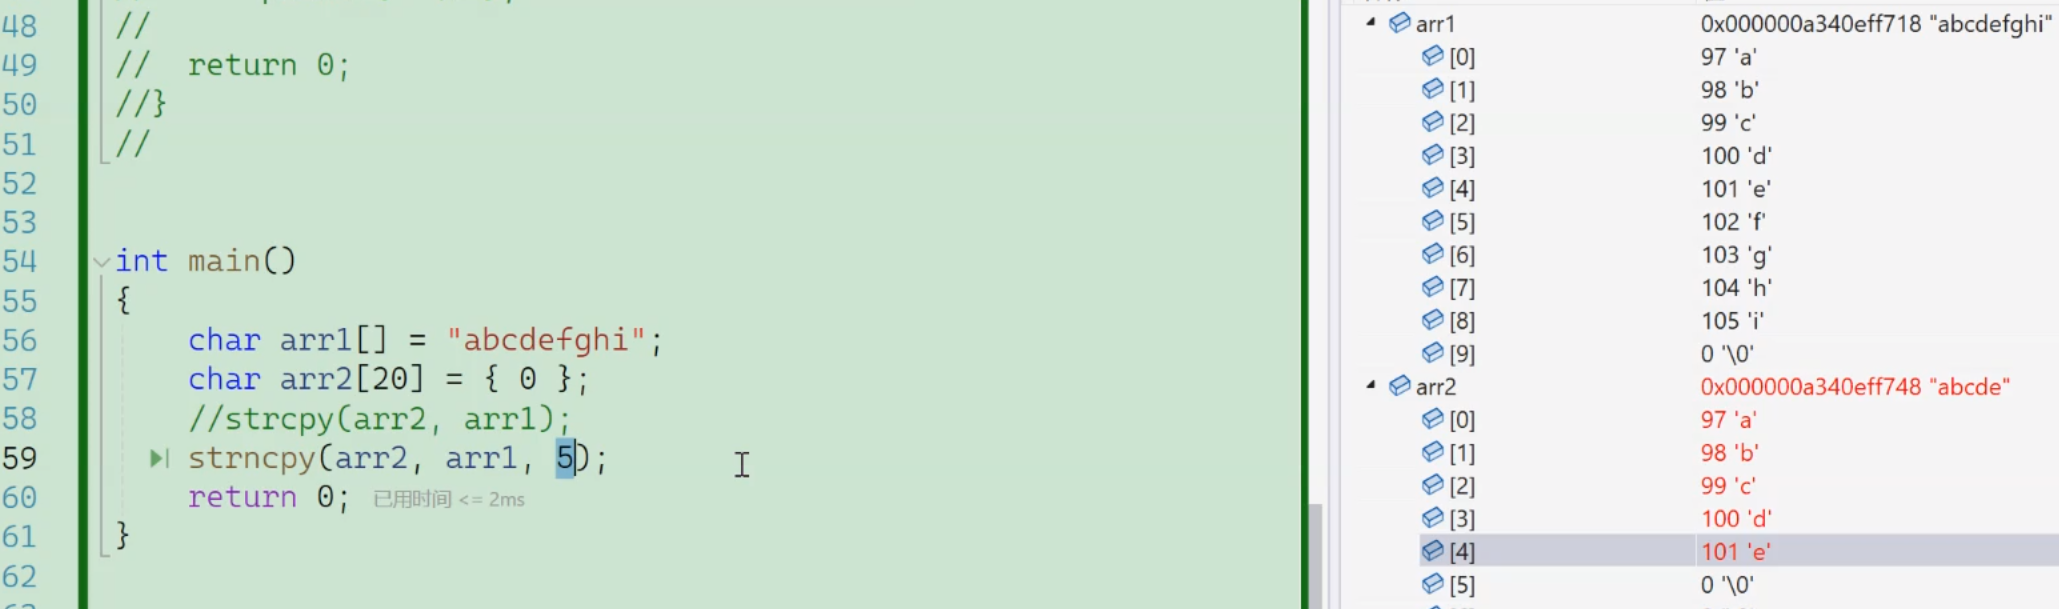 48 //
49 //  return 0;
50 //}
51 //
52
53
54 int main()
55 {
56 char arr1[] = "abcdefghi";
57 char arr2[20] = { 0 };
58 //strcpy(arr2, arr1);
59 strncpy(arr2, arr1, 5);
60 return 0; 已用时间 <= 2ms
61 }
62
arr1 0x000000a340eff718 "abcdefghi"
[0] 97 'a'
[1] 98 'b'
[2] 99 'c'
[3] 100 'd'
[4] 101 'e'
[5] 102 'f'
[6] 103 'g'
[7] 104 'h'
[8] 105 'i'
[9] 0 '\0'
arr2 0x000000a340eff748 "abcde"
[0] 97 'a'
[1] 98 'b'
[2] 99 'c'
[3] 100 'd'
[4] 101 'e'
[5] 0 '\0'